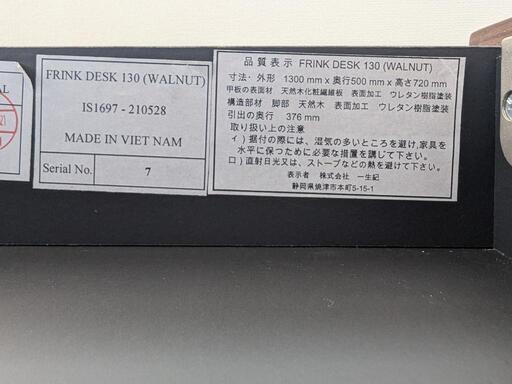 AL
21
FRINK DESK 130 (WALNUT)
IS1697 - 210528
MADE IN VIET NAM
Serial No. 7
品質表示 FRINK DESK 130 (WALNUT)
寸法・外形 1300 mm x 奥行500 mm x 高さ720 mm
甲板の表面材 天然木化粧繊維板 表面加工 ウレタン樹脂塗装
構造部材 脚部 天然木 表面加工 ウレタン樹脂塗装
引出の奥行 376 mm
取り扱い上の注意
イ）据付の際には、湿気の多いところを避け,家具を
水平に保つために必要な措置を講じて下さい。
ロ）直射日光又は、ストーブなどの熱を避けて下さい。
表示者 株式会社 一生紀
静岡県焼津市本町5-15-1